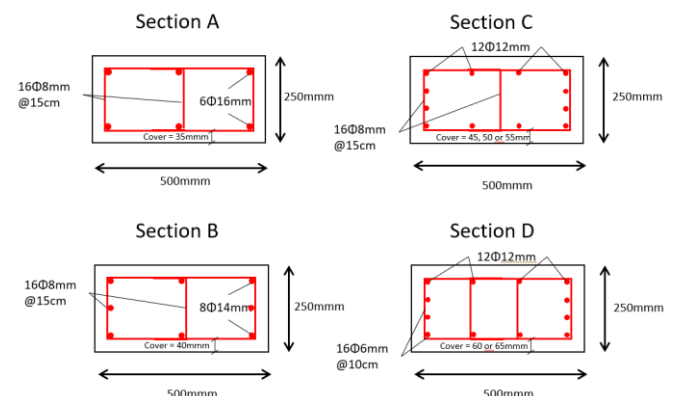 Section A
16Φ8mm
@15cm
6Φ16mm
Cover = 35mmm
250mmm
500mmm
Section C
12Φ12mm
16Φ8mm
@15cm
Cover = 45, 50 or 55mm
250mmm
500mmm
Section B
16Φ8mm
@15cm
8Φ14mm
Cover = 40mmm
250mmm
500mmm
Section D
12Φ12mm
16Φ6mm
@10cm
Cover = 60 or 65mmm
250mmm
500mmm